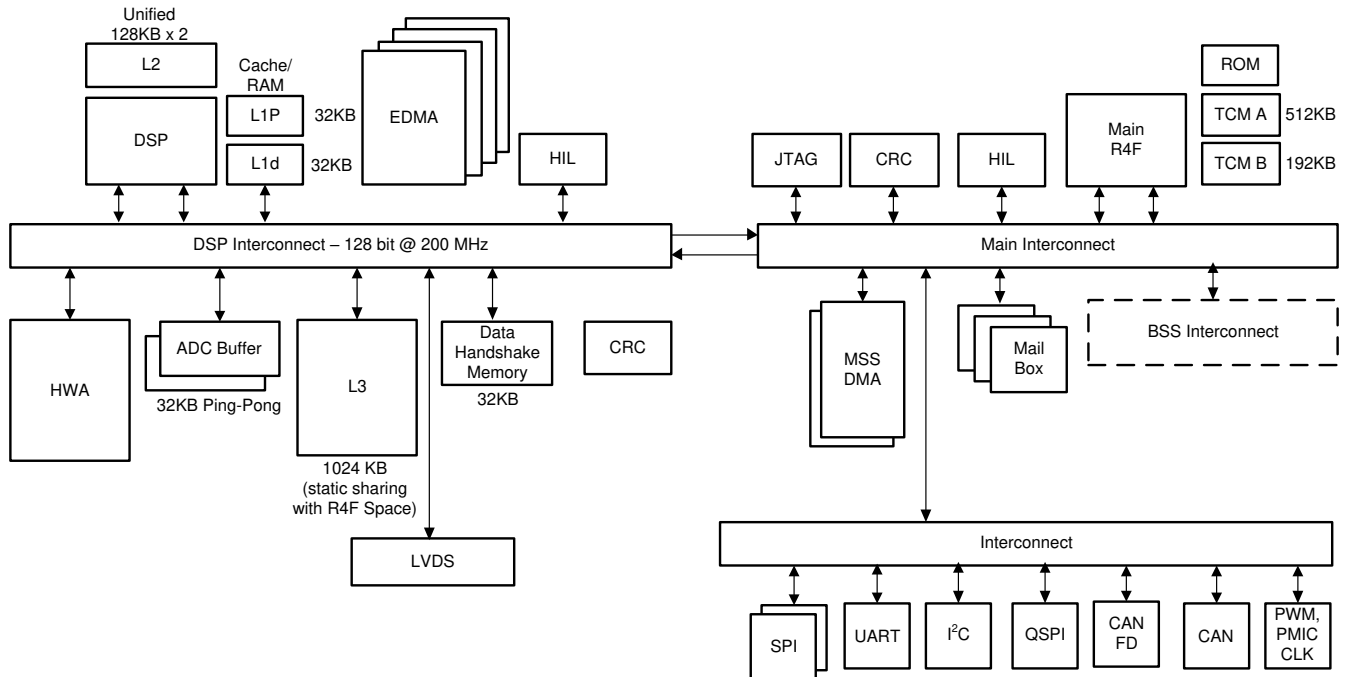 Unified
128KB x 2
L2
DSP
Cache/
RAM
L1P
32KB
L1d
32KB
EDMA
HIL
JTAG
CRC
HIL
Main
R4F
ROM
TCM A
512KB
TCM B
192KB
DSP Interconnect – 128 bit @ 200 MHz
Main Interconnect
HWA
ADC Buffer
32KB Ping-Pong
L3
1024 KB
(static sharing
with R4F Space)
Data
Handshake
Memory
32KB
CRC
LVDS
MSS
DMA
Mail
Box
BSS Interconnect
Interconnect
SPI
UART
I²C
QSPI
CAN
FD
CAN
PWM,
PMIC
CLK